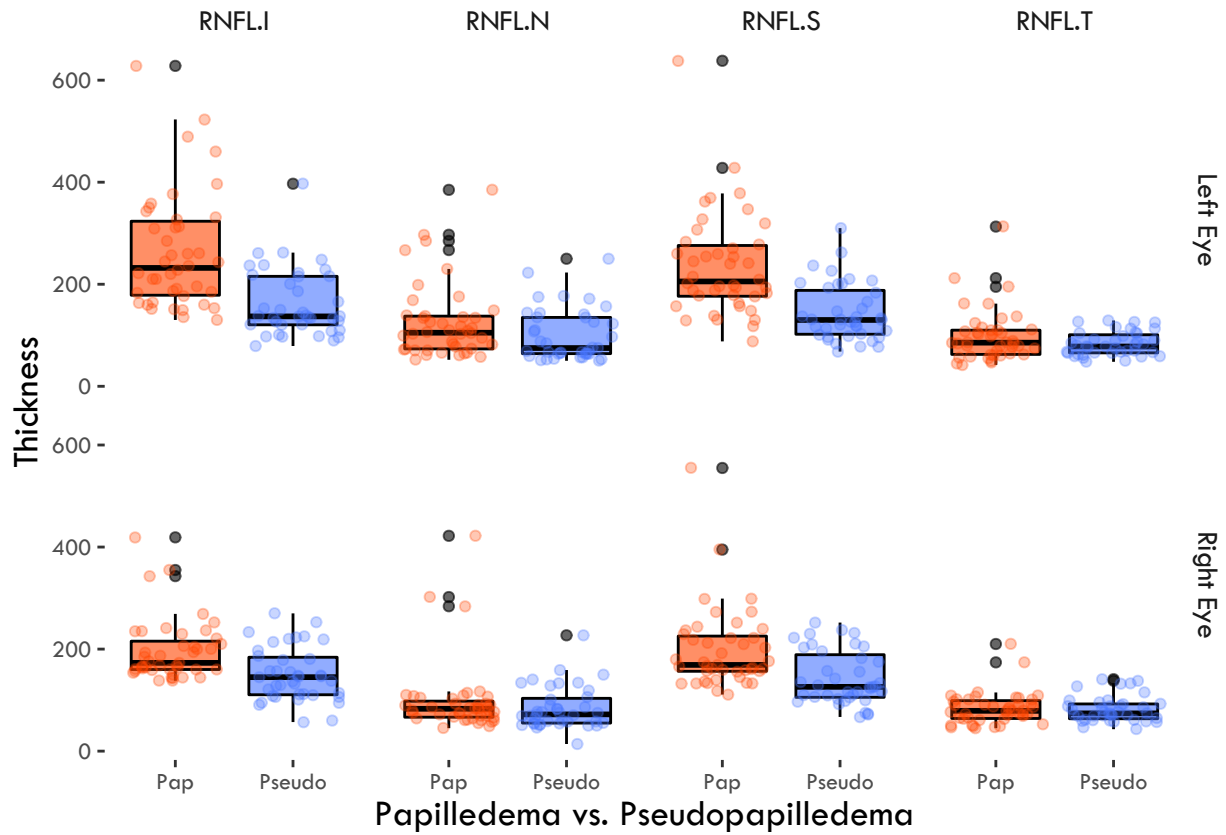 RNFL.I RNFL.N RNFL.S RNFL.T
600
400
200
0
Left Eye
Thickness
600
400
200
0
Right Eye
Pap Pseudo Pap Pseudo Pap Pseudo Pap Pseudo
Papilledema vs. Pseudopapilledema